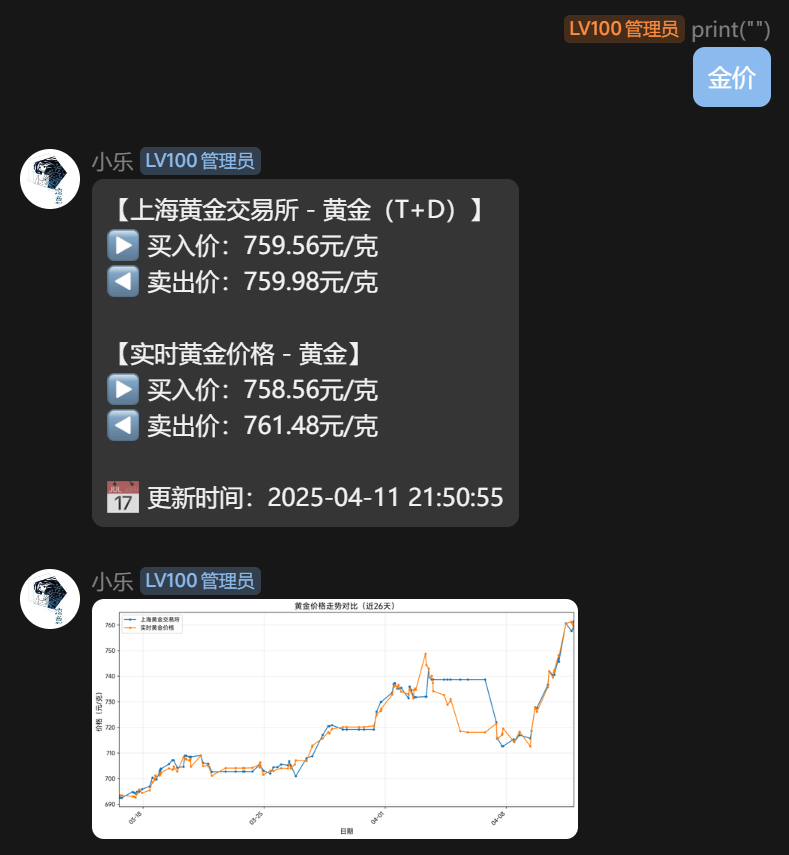 LV100 管理员 print("")
金价
小乐 LV100 管理员
【上海黄金交易所 - 黄金（T+D）】
买入价：759.56元/克
卖出价：759.98元/克
【实时黄金价格 - 黄金】
买入价：758.56元/克
卖出价：761.48元/克
JUL 17 更新时间：2025-04-11 21:50:55
小乐 LV100 管理员
黄金价格走势对比（近26天）
上海黄金交易所
实时黄金价格
价格（元/克）
760
750
740
730
720
710
700
690
03-18
03-25
04-01
04-08
日期